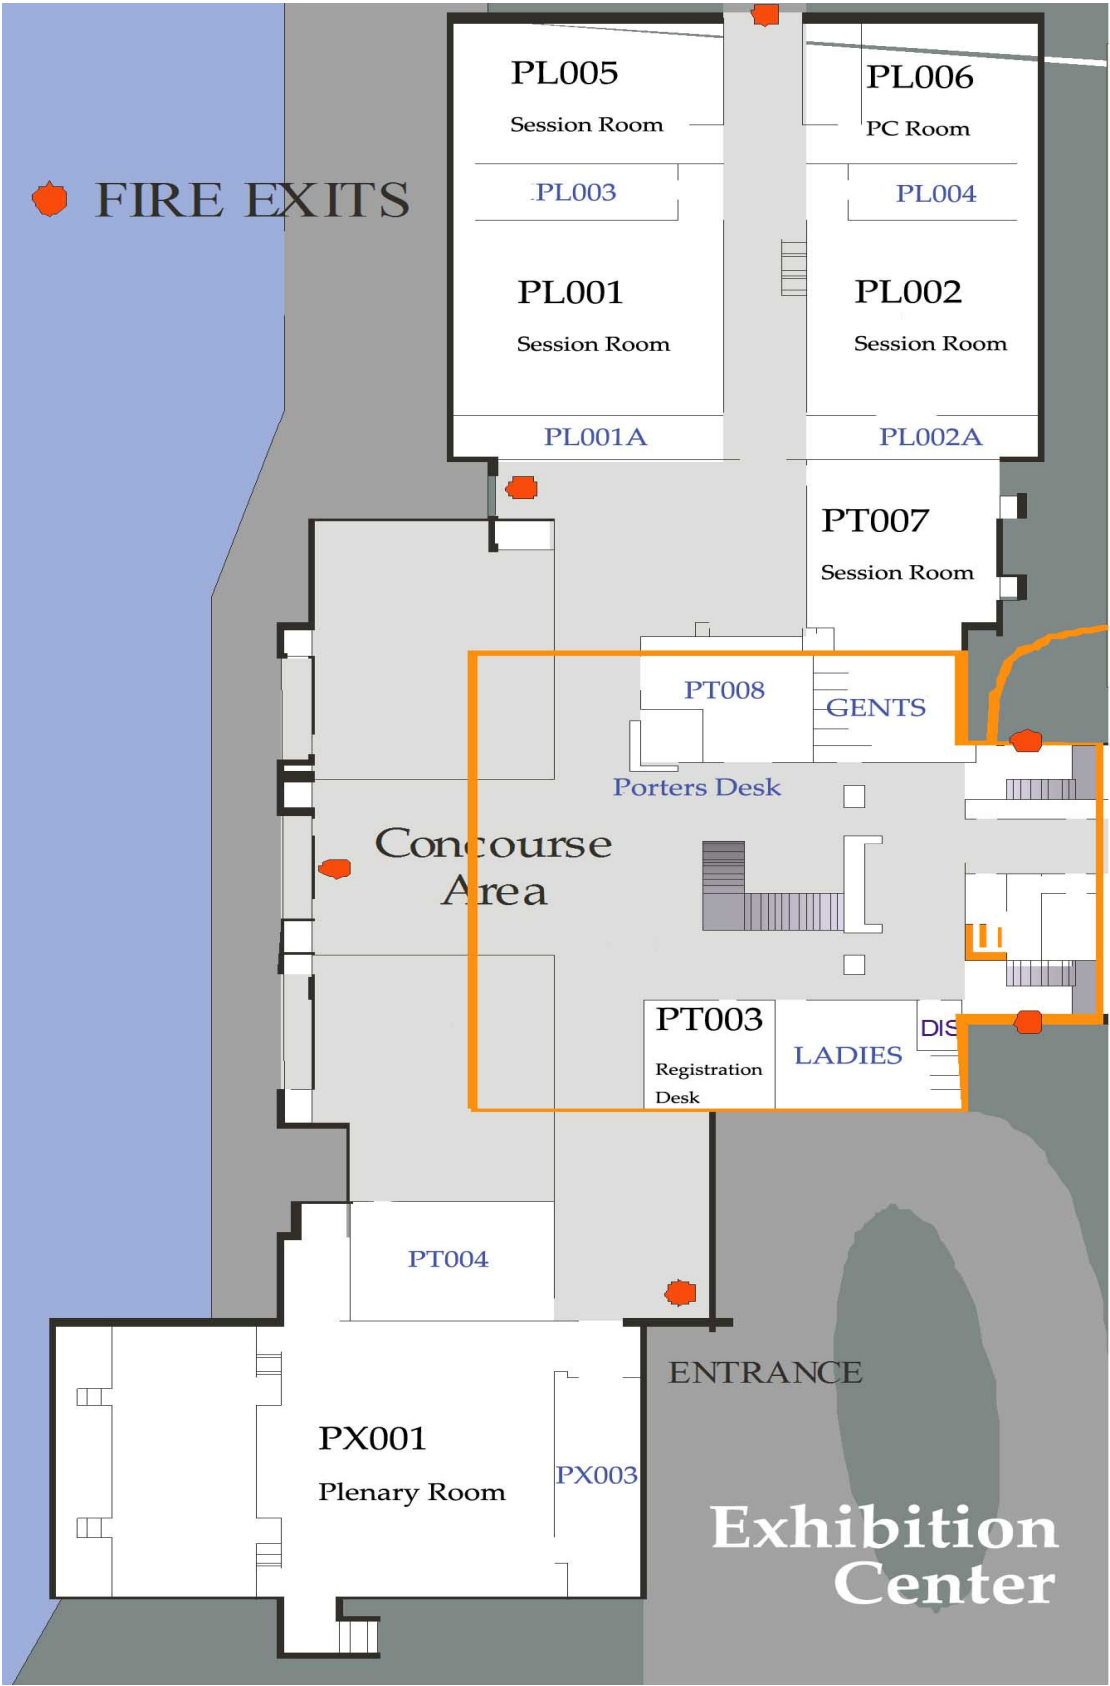 PL005
Session Room
PL006
PC Room
FIRE EXITS
PL003
PL004
PL001
Session Room
PL002
Session Room
PL001A
PL002A
PT007
Session Room
PT008
GENTS
Porters Desk
Concourse
Area
PT003
Registration
Desk
LADIES
DIS
PT004
ENTRANCE
PX001
Plenary Room
PX003
Exhibition
Center